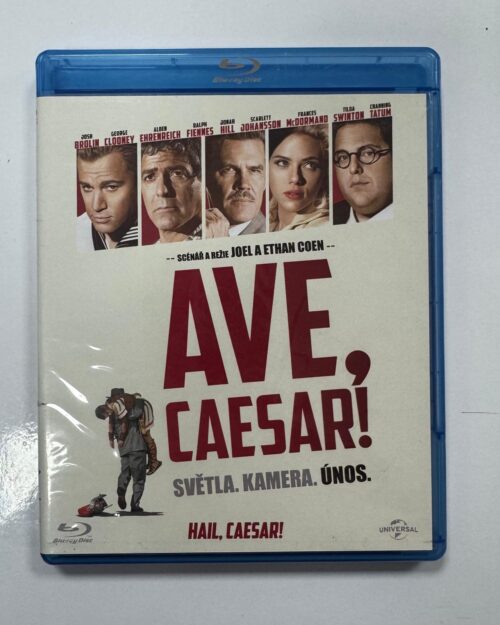 Blu-ray Disc
JOSH BROLIN GEORGE CLOONEY ALDEN EHRENREICH RALPH FIENNES JONAH HILL SCARLETT JOHANSSON FRANCES McDORMAND TILDA SWINTON CHANNING TATUM
-- SCÉNÁŘ A REŽIE JOEL A ETHAN COEN --
AVE,
CAESAR!
SVĚTLA. KAMERA. ÚNOS.
HAIL, CAESAR!
Blu-ray Disc
UNIVERSAL